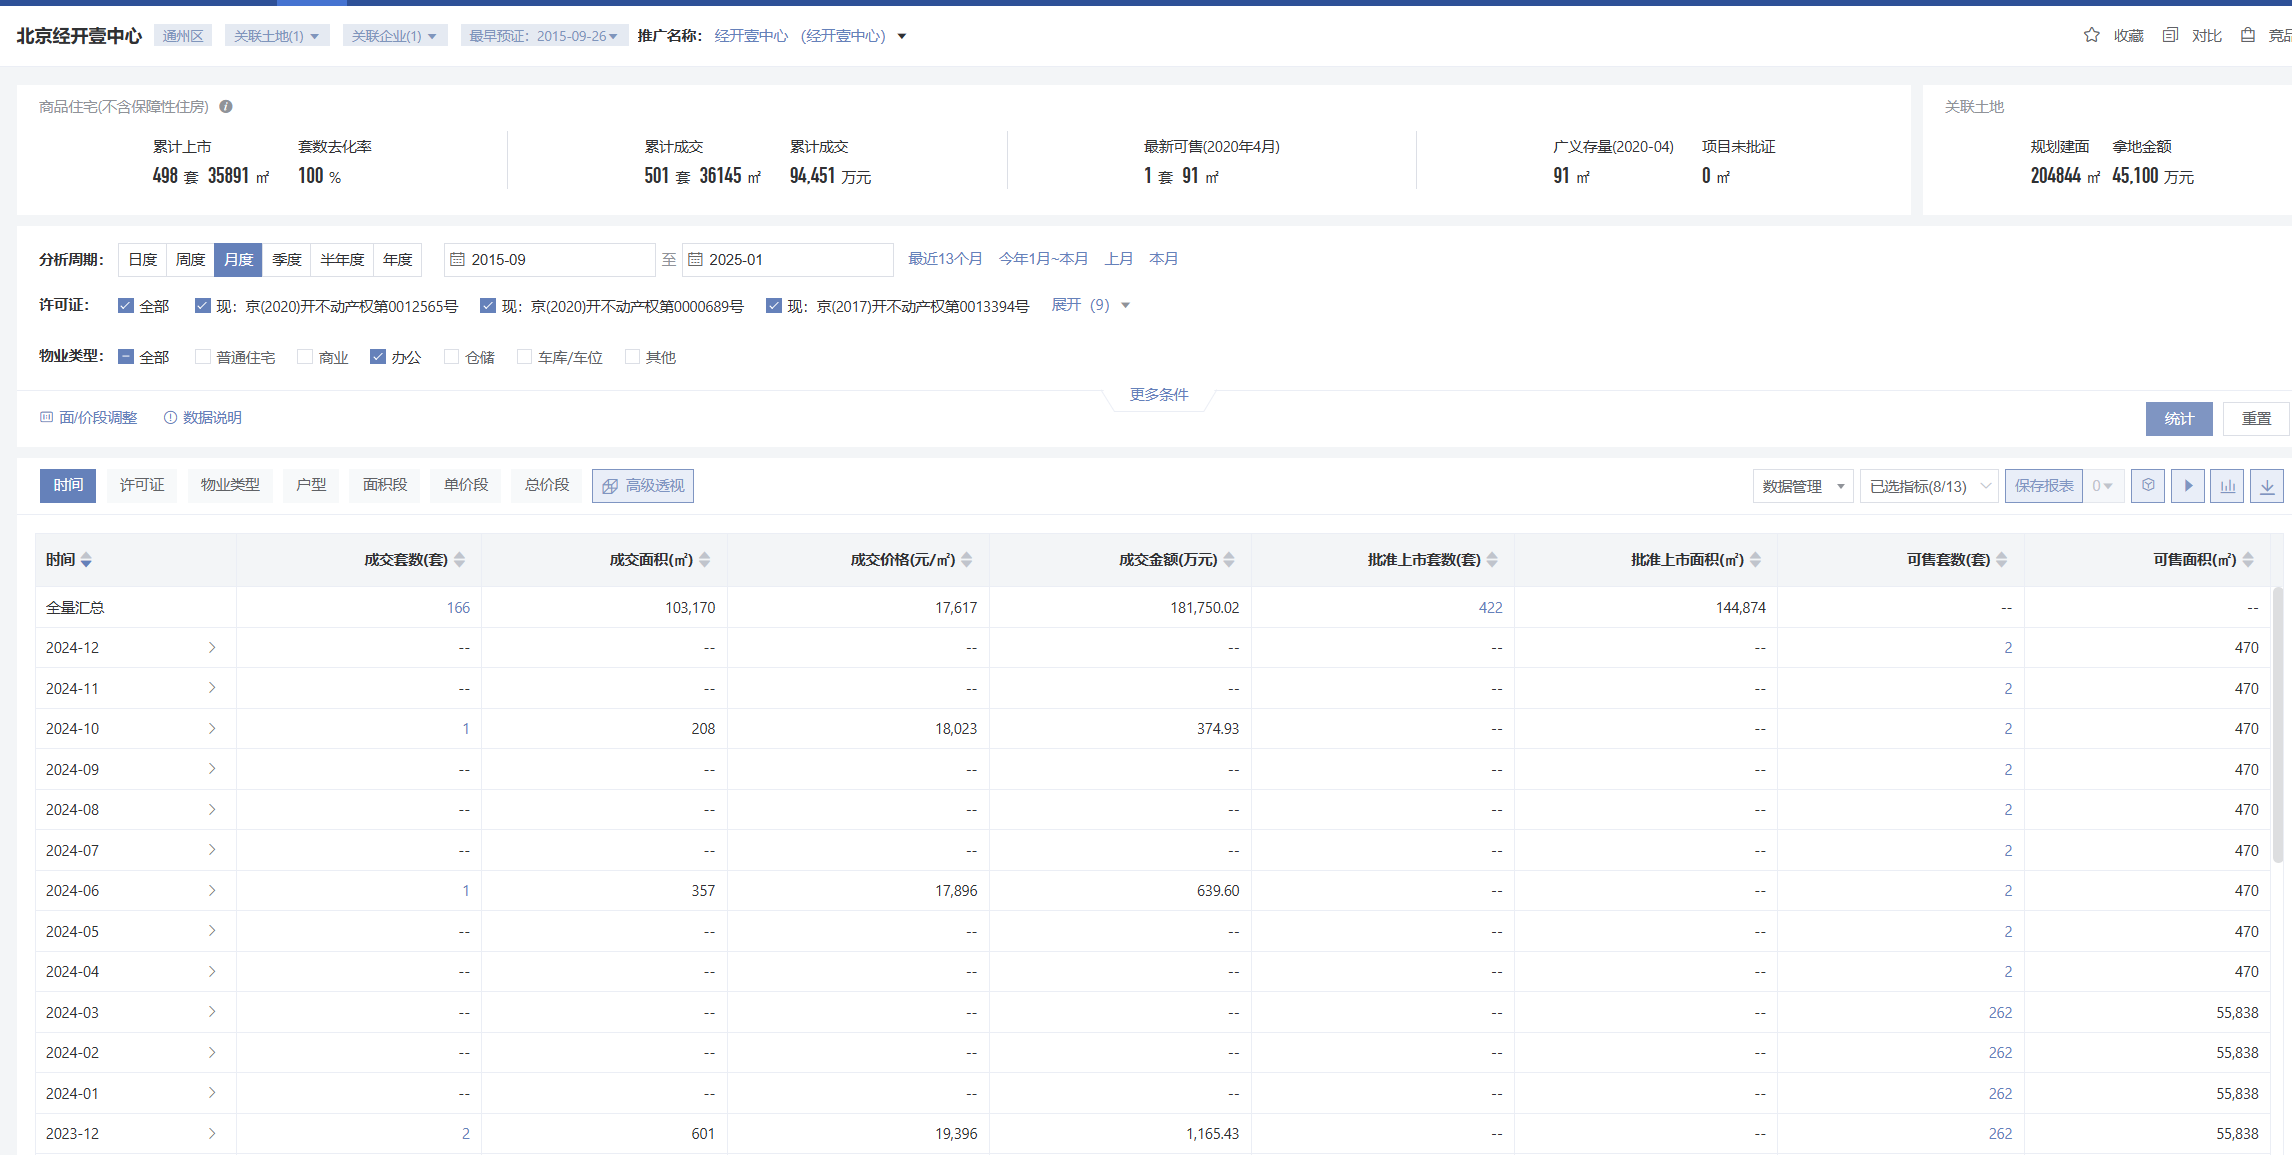 北京经开壹中心 通州区 关联土地(1) 关联企业(1) 最早预证：2015-09-26 推广名称： 经开壹中心 (经开壹中心) 收藏 对比
商品住宅(不含保障性住房) 关联土地
累计上市 套数去化率 累计成交 累计成交 最新可售(2020年4月) 广义存量(2020-04) 项目未批证 规划建面 拿地金额
498 套 35891 ㎡ 100 % 501 套 36145 ㎡ 94,451 万元 1 套 91 ㎡ 91 ㎡ 0 ㎡ 204844 ㎡ 45,100 万元
分析周期： 日度 周度 月度 季度 半年度 年度 2015-09 至 2025-01 最近13个月 今年1月~本月 上月 本月
许可证： 全部 现：京(2020)开不动产权第0012565号 现：京(2020)开不动产权第0000689号 现：京(2017)开不动产权第0013394号 展开 (9)
物业类型： 全部 普通住宅 商业 办公 仓储 车库/车位 其他
更多条件
面/价段调整 数据说明 统计 重置
时间 许可证 物业类型 户型 面积段 单价段 总价段 高级透视 数据管理 已选指标(8/13) 保存报表 0
时间 成交套数(套) 成交面积(㎡) 成交价格(元/㎡) 成交金额(万元) 批准上市套数(套) 批准上市面积(㎡) 可售套数(套) 可售面积(㎡)
全量汇总 166 103,170 17,617 181,750.02 422 144,874 -- --
2024-12 -- -- -- -- -- -- 2 470
2024-11 -- -- -- -- -- -- 2 470
2024-10 1 208 18,023 374.93 -- -- 2 470
2024-09 -- -- -- -- -- -- 2 470
2024-08 -- -- -- -- -- -- 2 470
2024-07 -- -- -- -- -- -- 2 470
2024-06 1 357 17,896 639.60 -- -- 2 470
2024-05 -- -- -- -- -- -- 2 470
2024-04 -- -- -- -- -- -- 2 470
2024-03 -- -- -- -- -- -- 262 55,838
2024-02 -- -- -- -- -- -- 262 55,838
2024-01 -- -- -- -- -- -- 262 55,838
2023-12 2 601 19,396 1,165.43 -- -- 262 55,838